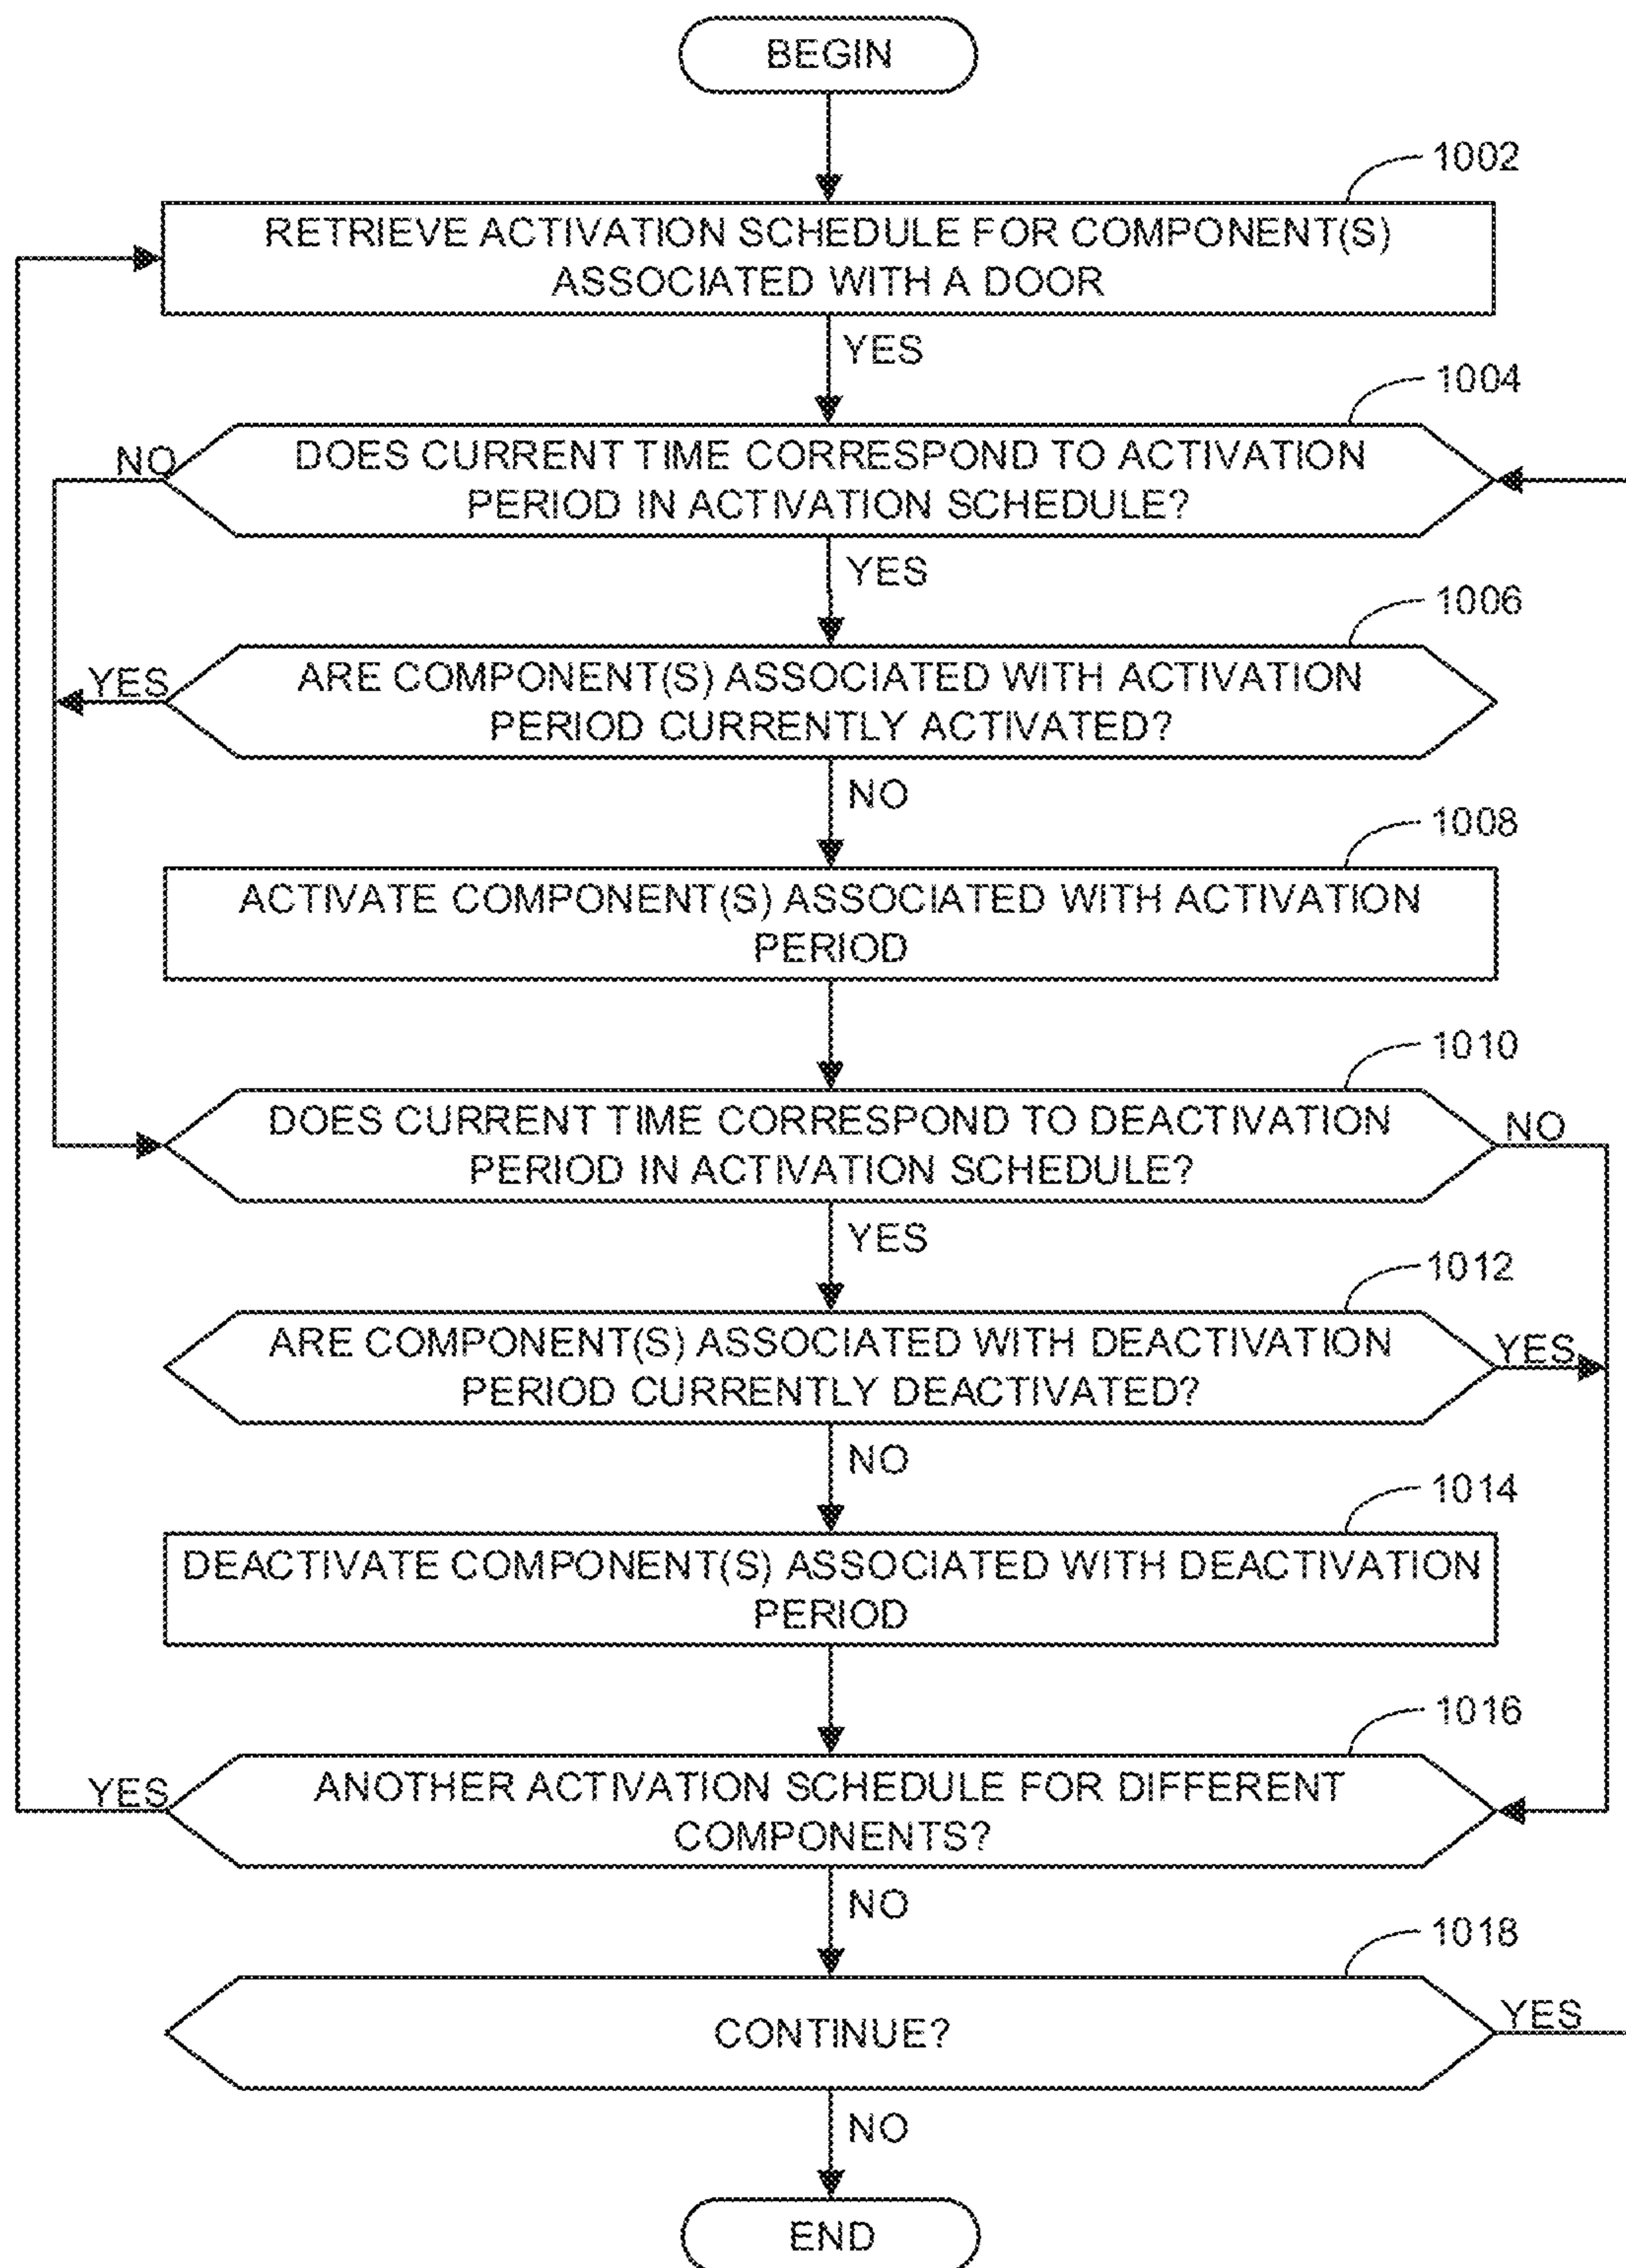 BEGIN
1002
RETRIEVE ACTIVATION SCHEDULE FOR COMPONENT(S)
ASSOCIATED WITH A DOOR
YES
1004
NO
DOES CURRENT TIME CORRESPOND TO ACTIVATION
PERIOD IN ACTIVATION SCHEDULE?
YES
1006
YES
ARE COMPONENT(S) ASSOCIATED WITH ACTIVATION
PERIOD CURRENTLY ACTIVATED?
NO
1008
ACTIVATE COMPONENT(S) ASSOCIATED WITH ACTIVATION
PERIOD
1010
DOES CURRENT TIME CORRESPOND TO DEACTIVATION
PERIOD IN ACTIVATION SCHEDULE?
NO
YES
1012
ARE COMPONENT(S) ASSOCIATED WITH DEACTIVATION
PERIOD CURRENTLY DEACTIVATED?
YES
NO
1014
DEACTIVATE COMPONENT(S) ASSOCIATED WITH DEACTIVATION
PERIOD
1016
YES
ANOTHER ACTIVATION SCHEDULE FOR DIFFERENT
COMPONENTS?
NO
1018
CONTINUE?
YES
NO
END